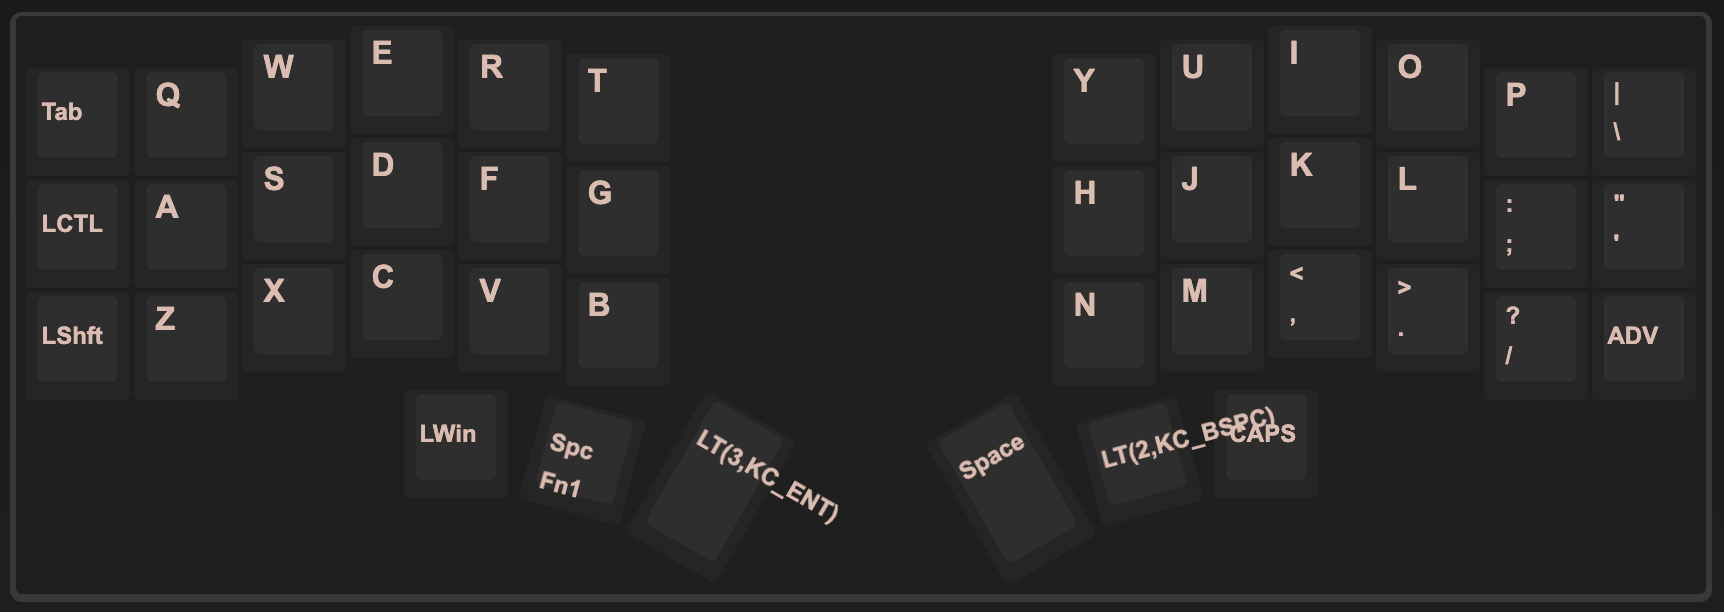 Tab Q W E R T Y U I O P |
\
LCTL A S D F G H J K L : "
; '
LShft Z X C V B N M < > ? ADV
, . /
LWin Spc LT(3,KC_ENT) Space LT(2,KC_BSPC) CAPS
Fn1